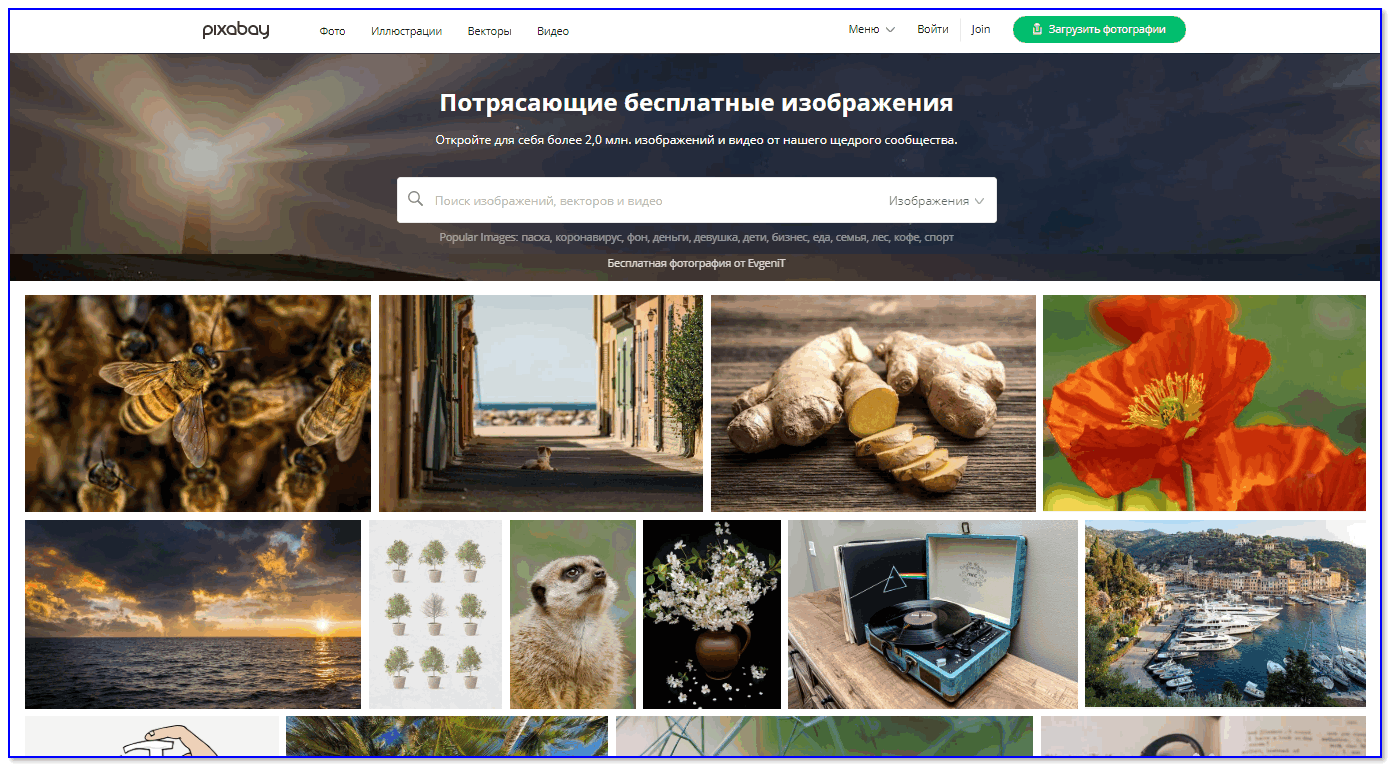 pixabay Фото Иллюстрации Векторы Видео Меню Войти Join Загрузить фотографии
Потрясающие бесплатные изображения
Откройте для себя более 2,0 млн. изображений и видео от нашего щедрого сообщества.
Поиск изображений, векторов и видео Изображения
Popular Images: пасха, коронавирус, фон, деньги, девушка, дети, бизнес, еда, семья, лес, кофе, спорт
Бесплатная фотография от EvgeniT